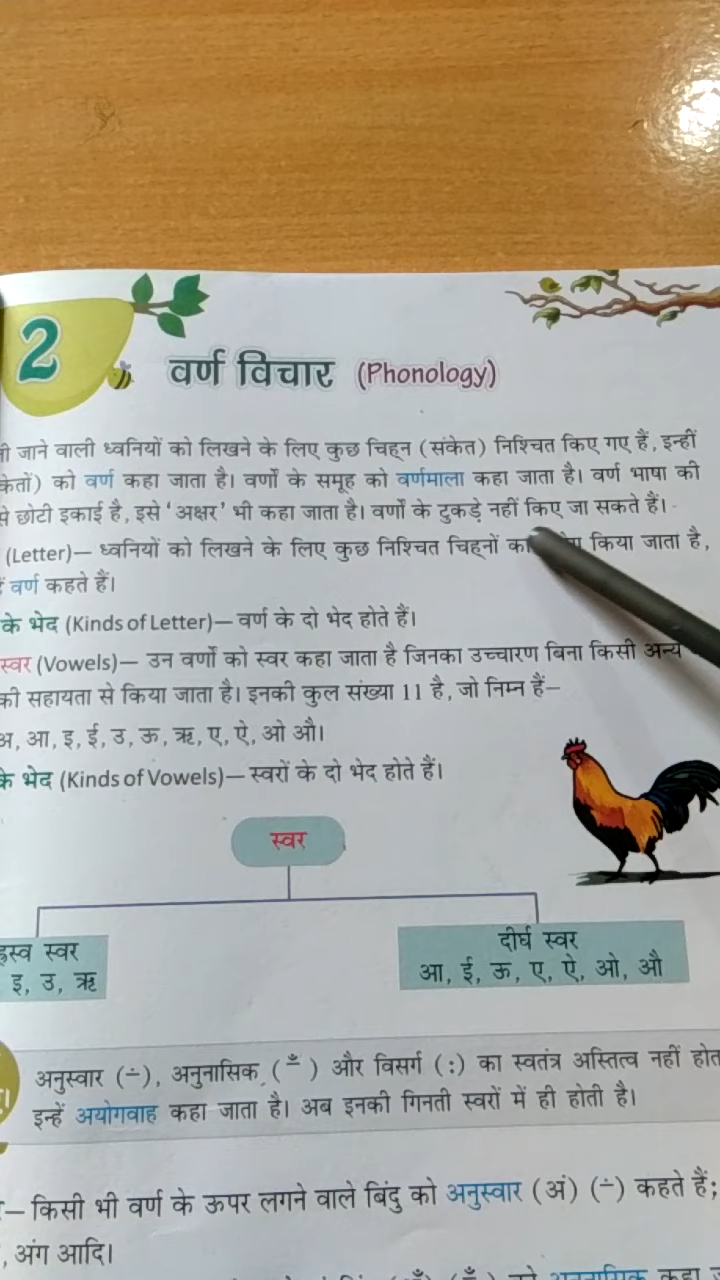 2
वर्ण विचार (Phonology)
जाने वाली ध्वनियों को लिखने के लिए कुछ चिह्न (संकेत) निश्चित किए गए हैं, इन्हीं
को वर्ण कहा जाता है। वर्णों के समूह को वर्णमाला कहा जाता है। वर्ण भाषा की
छोटी इकाई है, इसे ‘अक्षर’ भी कहा जाता है। वर्णों के टुकड़े नहीं किए जा सकते हैं।
(Letter)— ध्वनियों को लिखने के लिए कुछ निश्चित चिह्नों का किया जाता है,
वर्ण कहते हैं।
के भेद (Kinds of Letter)— वर्ण के दो भेद होते हैं।
स्वर (Vowels)— उन वर्णों को स्वर कहा जाता है जिनका उच्चारण बिना किसी अन्य
की सहायता से किया जाता है। इनकी कुल संख्या 11 है, जो निम्न हैं—
अ, आ, इ, ई, उ, ऊ, ऋ, ए, ऐ, ओ औ।
के भेद (Kinds of Vowels)— स्वरों के दो भेद होते हैं।
स्वर
ह्रस्व स्वर
इ, उ, ऋ
दीर्घ स्वर
आ, ई, ऊ, ए, ऐ, ओ, औ
अनुस्वार (ं), अनुनासिक (ँ) और विसर्ग (:) का स्वतंत्र अस्तित्व नहीं
इन्हें अयोगवाह कहा जाता है। अब इनकी गिनती स्वरों में ही होती है।
— किसी भी वर्ण के ऊपर लगने वाले बिंदु को अनुस्वार (अं) (ं) कहते हैं;
, अंग आदि।